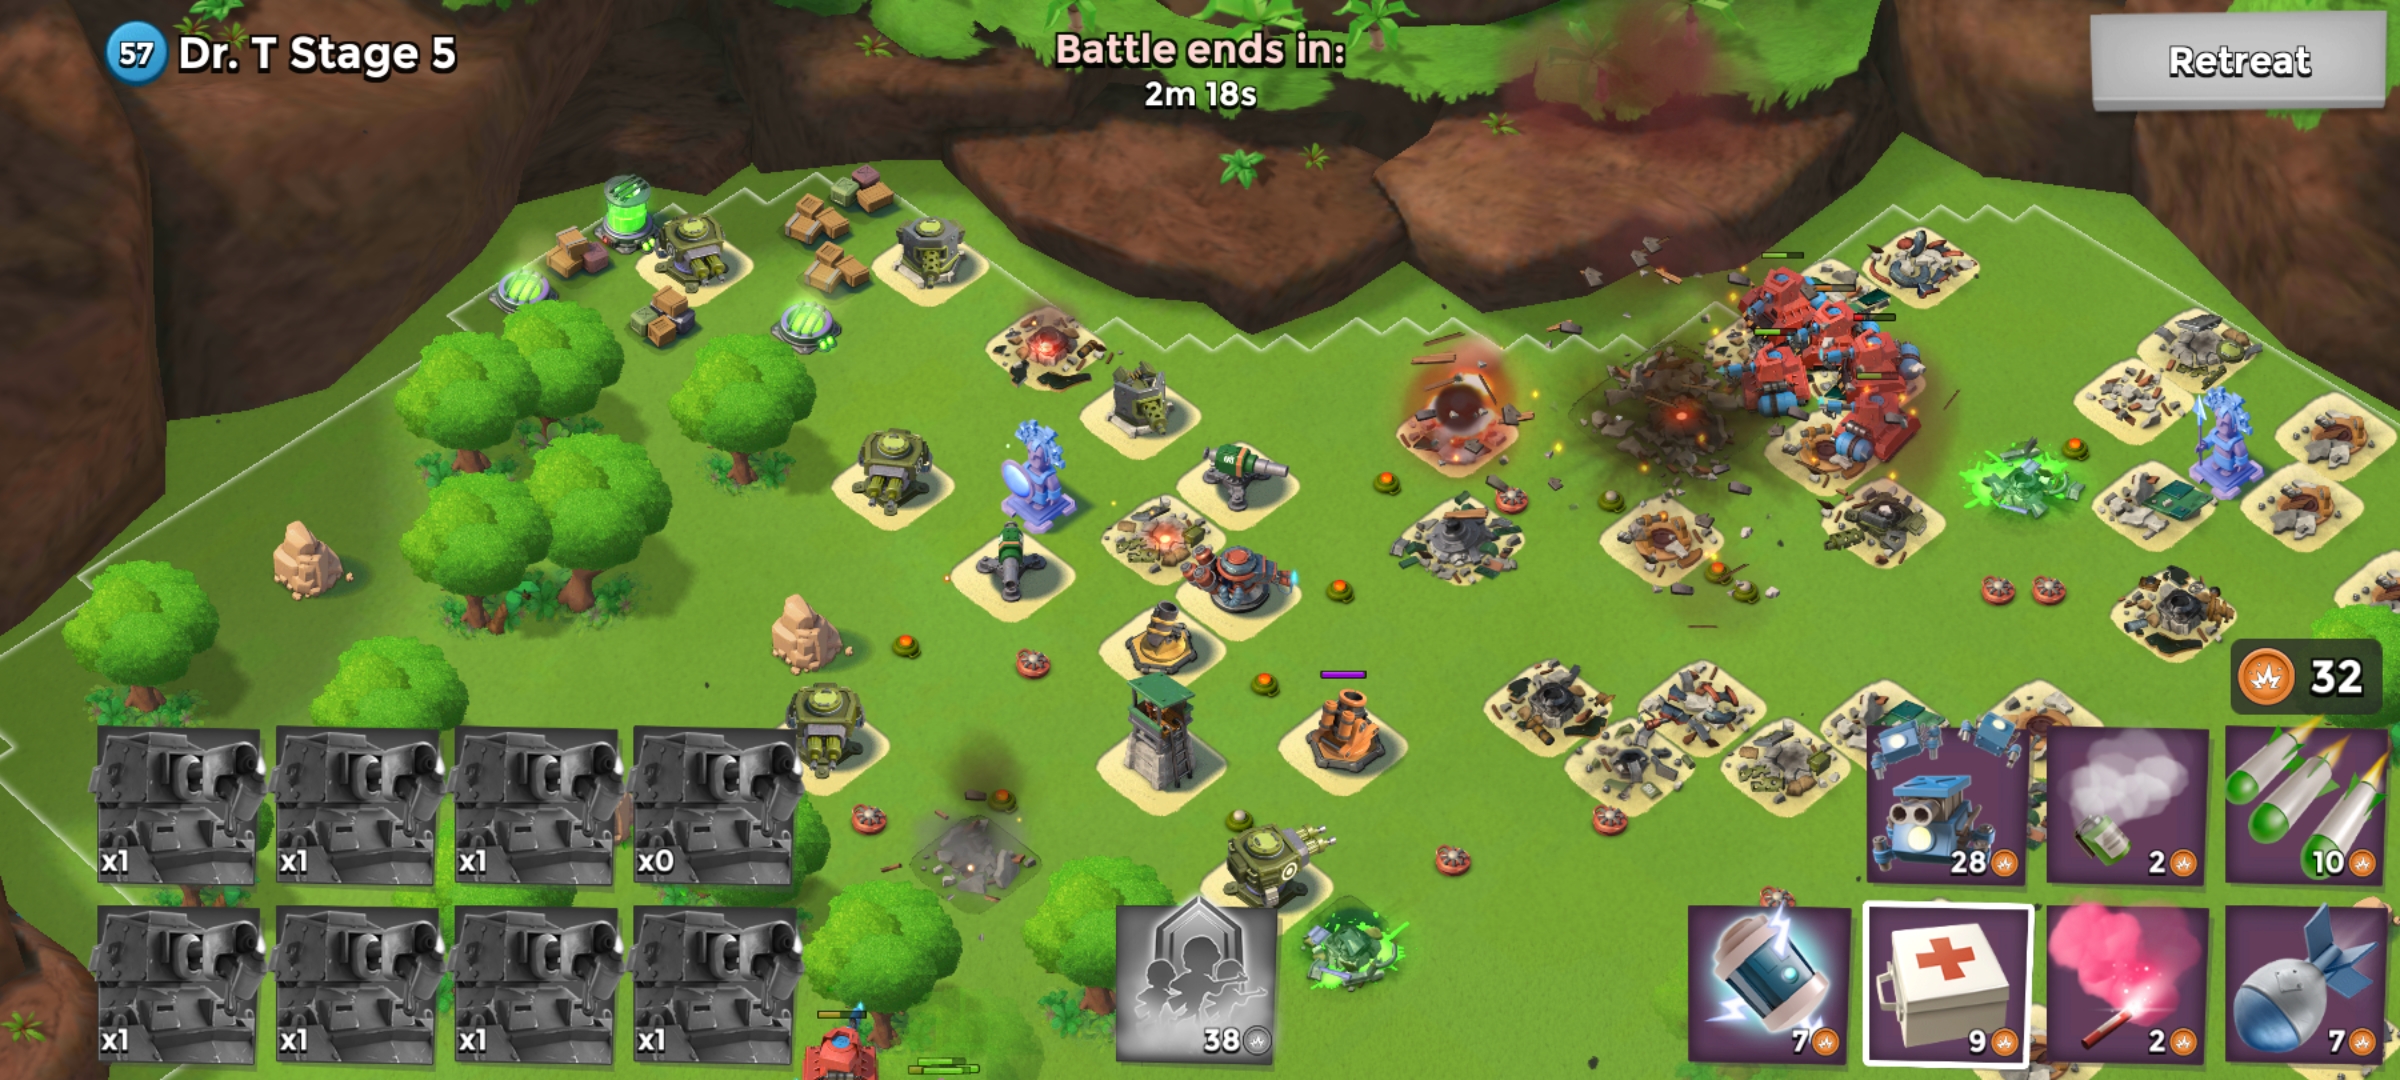 57 Dr. T Stage 5
Battle ends in:
2m 18s
Retreat
32
x1 x1 x1 x0
28 2 10
x1 x1 x1 x1
38
7 9 2 7